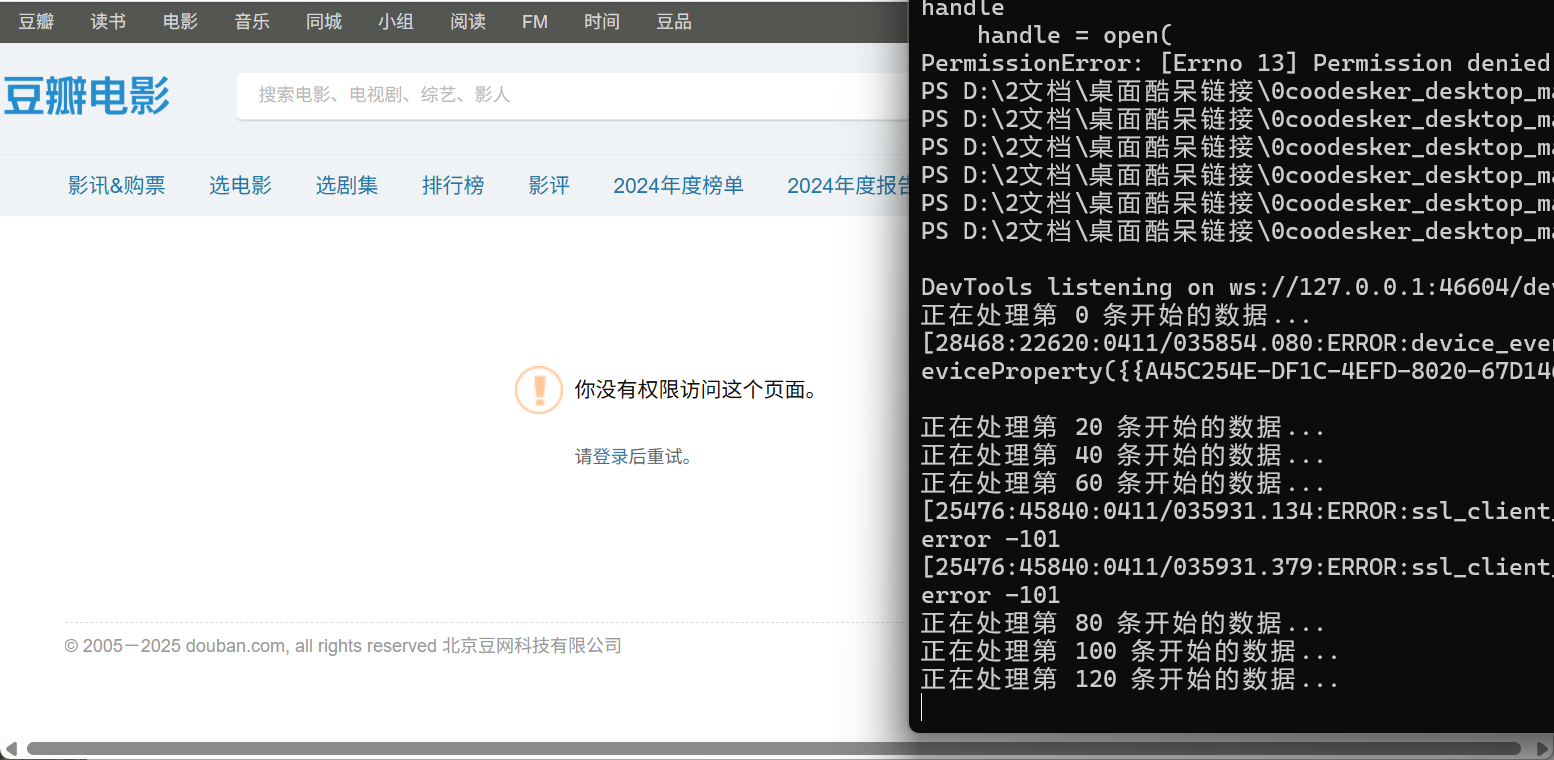 豆瓣 读书 电影 音乐 同城 小组 阅读 FM 时间 豆品
豆瓣电影
搜索电影、电视剧、综艺、影人
影讯&购票 选电影 选剧集 排行榜 影评 2024年度榜单 2024年度报告
你没有权限访问这个页面。
请登录后重试。
© 2005－2025 douban.com, all rights reserved 北京豆网科技有限公司
handle
handle = open(
PermissionError: [Errno 13] Permission denied
PS D:\2文档\桌面酷呆链接\0coodesker_desktop_ma
PS D:\2文档\桌面酷呆链接\0coodesker_desktop_ma
PS D:\2文档\桌面酷呆链接\0coodesker_desktop_ma
PS D:\2文档\桌面酷呆链接\0coodesker_desktop_ma
PS D:\2文档\桌面酷呆链接\0coodesker_desktop_ma
PS D:\2文档\桌面酷呆链接\0coodesker_desktop_ma
DevTools listening on ws://127.0.0.1:46604/dev
正在处理第 0 条开始的数据...
[28468:22620:0411/035854.080:ERROR:device_even
eviceProperty({{A45C254E-DF1C-4EFD-8020-67D146
正在处理第 20 条开始的数据...
正在处理第 40 条开始的数据...
正在处理第 60 条开始的数据...
[25476:45840:0411/035931.134:ERROR:ssl_client_
error -101
[25476:45840:0411/035931.379:ERROR:ssl_client_
error -101
正在处理第 80 条开始的数据...
正在处理第 100 条开始的数据...
正在处理第 120 条开始的数据...